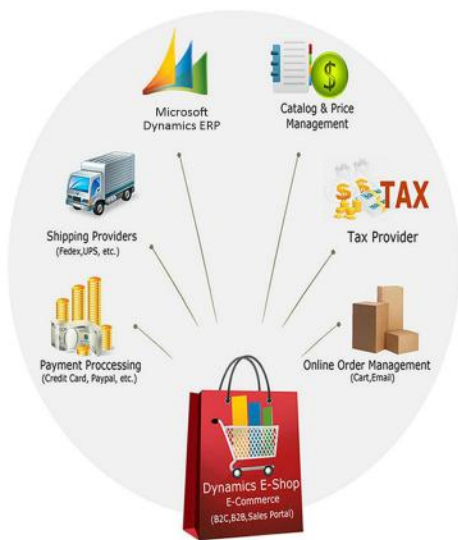 Microsoft
Dynamics ERP
Catalog & Price
Management
$
Shipping Providers
(Fedex,UPS, etc.)
$
$
TAX
Tax Provider
Payment Proccessing
(Credit Card, Paypal, etc.)
Online Order Management
(Cart,Email)
Dynamics E-Shop
E-Commerce
(B2C,B2B,Sales Portal)